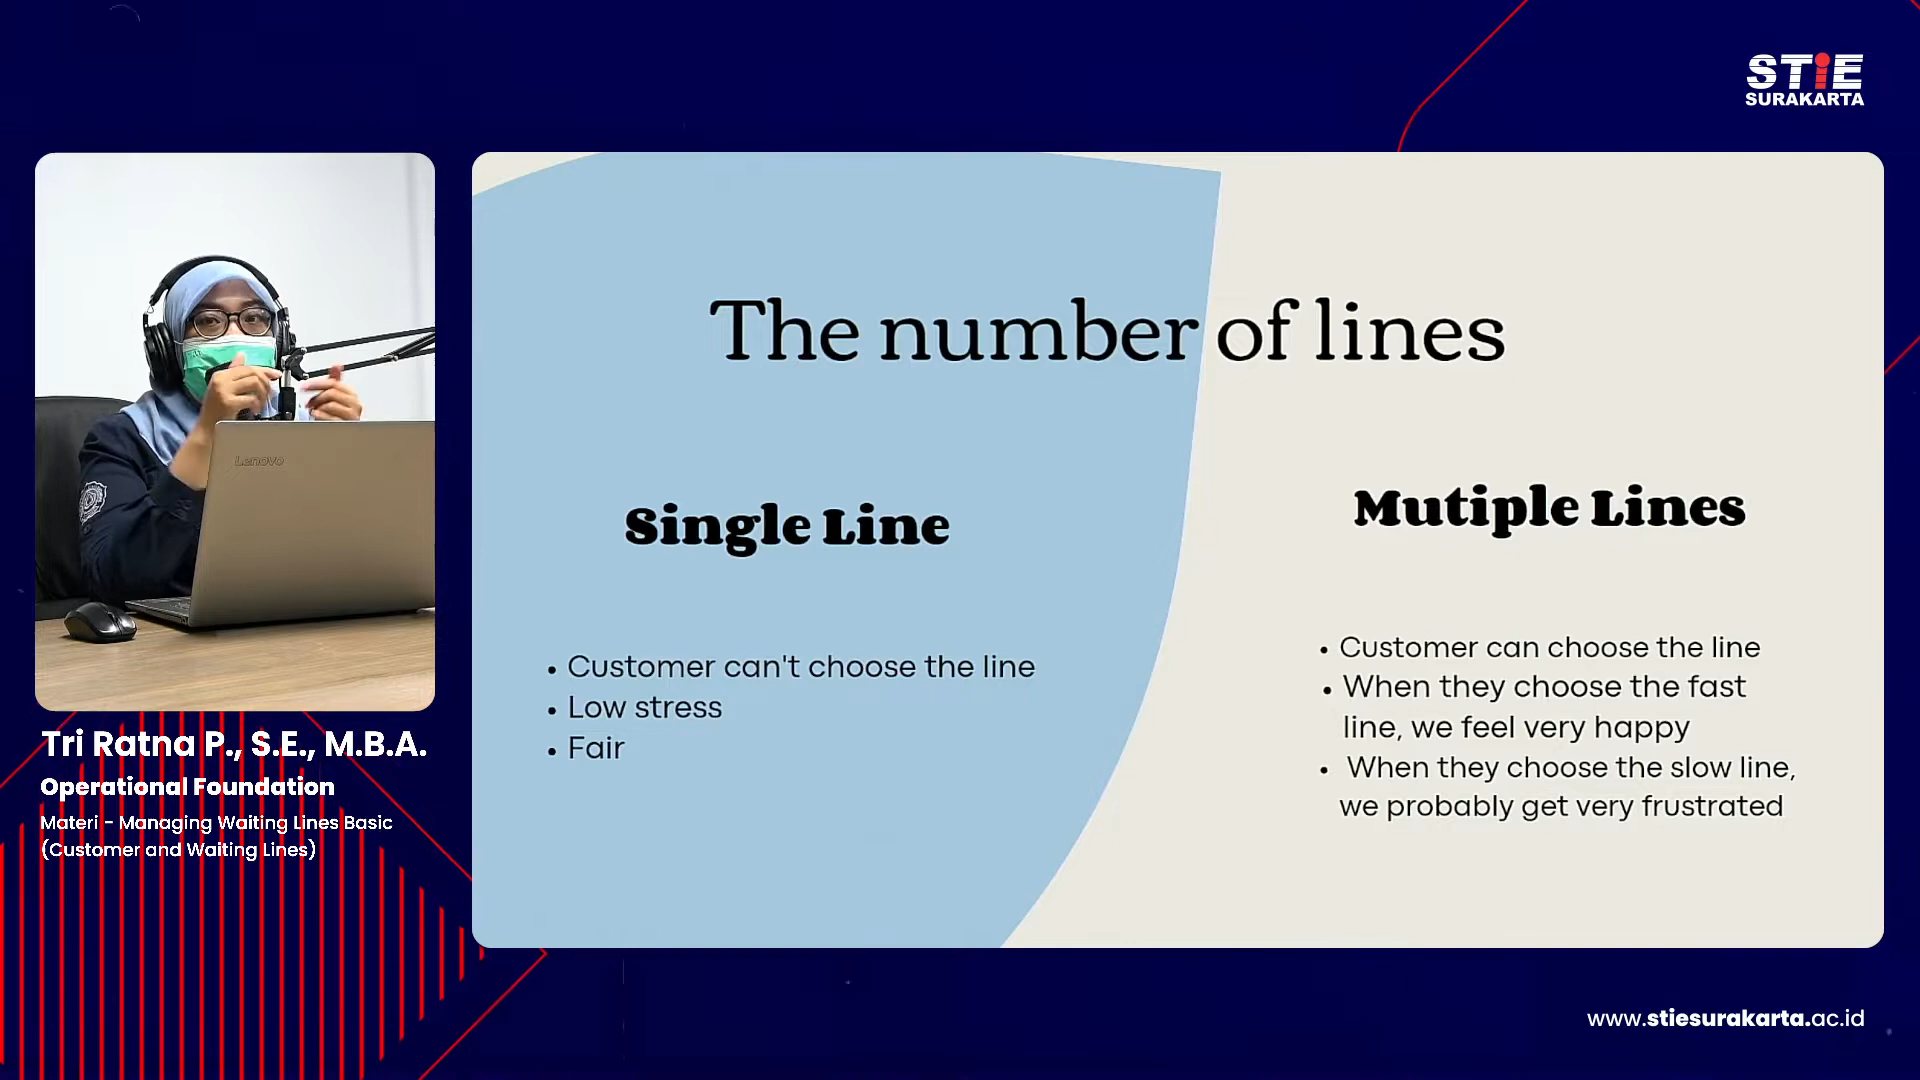 STiE
SURAKARTA
The number of lines
Single Line
• Customer can't choose the line
• Low stress
• Fair
Mutiple Lines
• Customer can choose the line
• When they choose the fast
line, we feel very happy
• When they choose the slow line,
we probably get very frustrated
Lenovo
Tri Ratna P., S.E., M.B.A.
Operational Foundation
Materi - Managing Waiting Lines Basic
(Customer and Waiting Lines)
www.stiesurakarta.ac.id